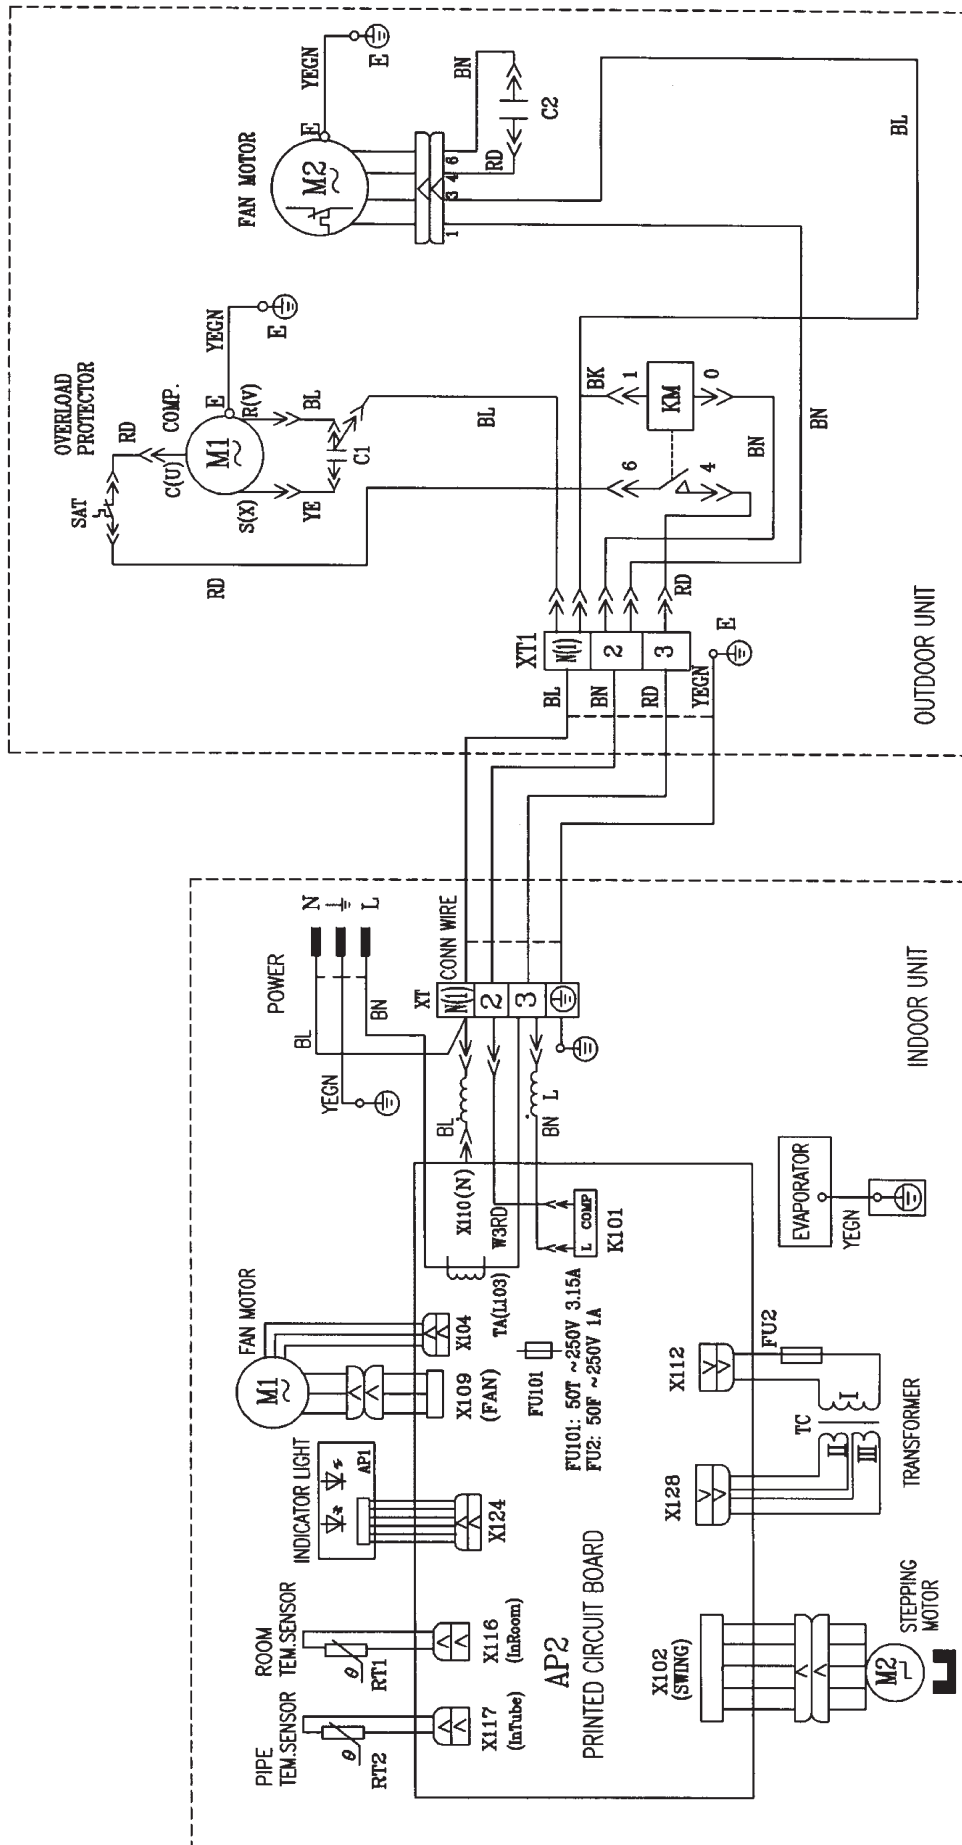 PIPE
TEM.SENSOR
θ
RT2
X117
(InTube)
ROOM
TEM.SENSOR
θ
RT1
X116
(InRoom)
INDICATOR LIGHT
AP1
X124
FAN MOTOR
M1
~
X109
(FAN)
X104
AP2
PRINTED CIRCUIT BOARD
FU101
FU101: 50T ~250V 3.15A
FU2: 50F ~250V 1A
TA(L103)
W3RD
X110(N)
L COMP
K101
POWER
N
L
BL
YEGN
BN
BL
BN L
XT
CONN WIRE
N(1)
2
3
X102
(SWING)
M2
STEPPING
MOTOR
X128
X112
FU2
TC
I
II
III
TRANSFORMER
EVAPORATOR
YEGN
INDOOR UNIT
OVERLOAD
PROTECTOR
SAT
RD
RD
C(U)
COMP.
M1
~
E
S(X)
R(V)
YE
BL
C1
YEGN
E
BL
XT1
N(1)
2
3
BL
BN
RD
YEGN
E
RD
6
4
KM
BK
1
0
BN
BN
BL
FAN MOTOR
M2
~
E
YEGN
E
1
3
4
6
RD
BN
C2
OUTDOOR UNIT